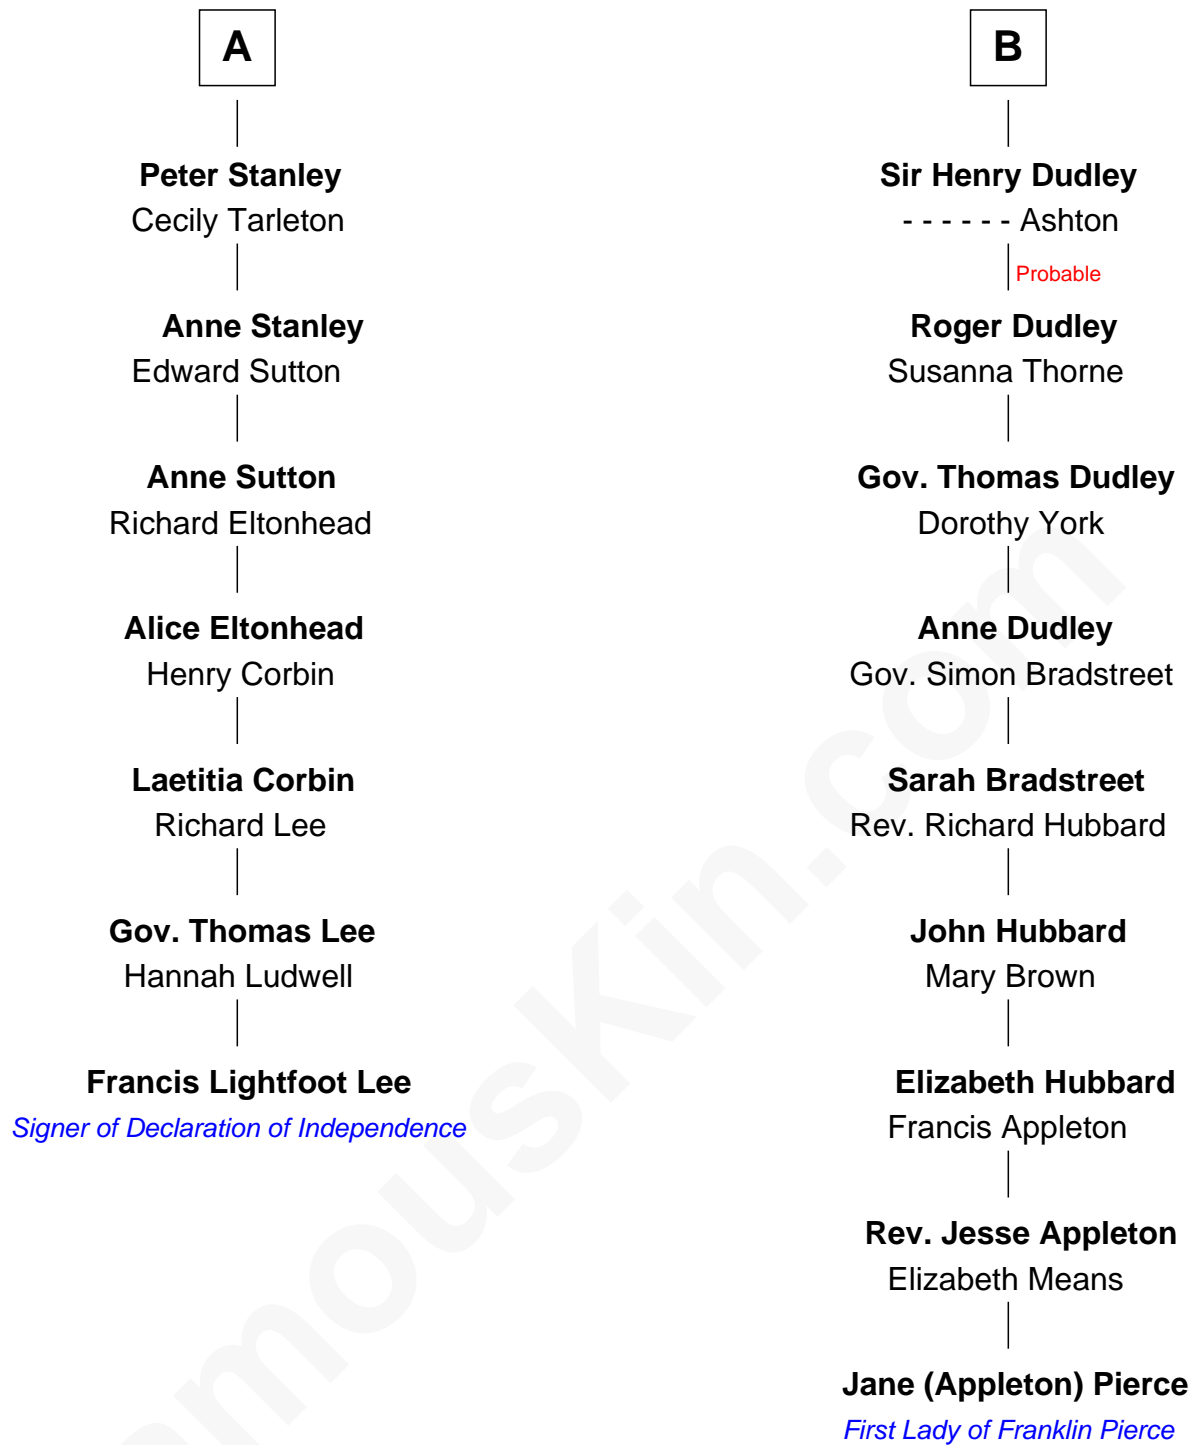 A
Peter Stanley
Cecily Tarleton
Anne Stanley
Edward Sutton
Anne Sutton
Richard Eltonhead
Alice Eltonhead
Henry Corbin
Laetitia Corbin
Richard Lee
Gov. Thomas Lee
Hannah Ludwell
Francis Lightfoot Lee
Signer of Declaration of Independence
B
Sir Henry Dudley
- - - - - - Ashton
Probable
Roger Dudley
Susanna Thorne
Gov. Thomas Dudley
Dorothy York
Anne Dudley
Gov. Simon Bradstreet
Sarah Bradstreet
Rev. Richard Hubbard
John Hubbard
Mary Brown
Elizabeth Hubbard
Francis Appleton
Rev. Jesse Appleton
Elizabeth Means
Jane (Appleton) Pierce
First Lady of Franklin Pierce
amouskin.com